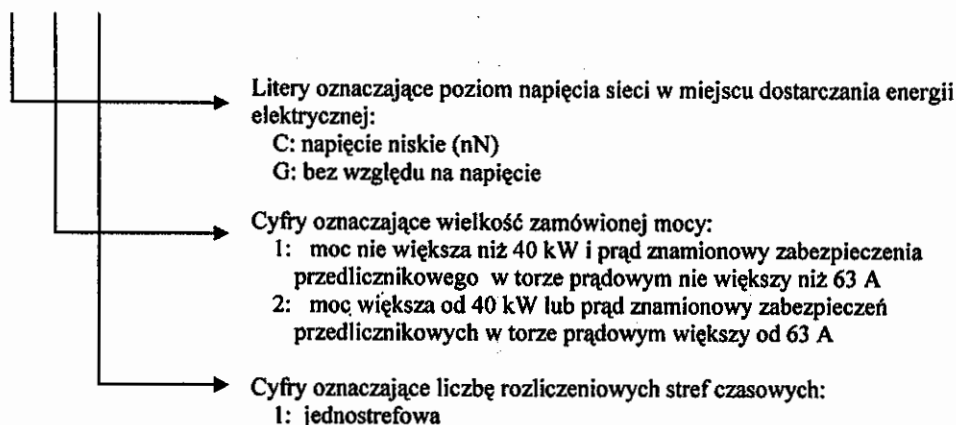 Litery oznaczające poziom napięcia sieci w miejscu dostarczania energii
elektrycznej:
C: napięcie niskie (nN)
G: bez względu na napięcie
Cyfry oznaczające wielkość zamówionej mocy:
1: moc nie większa niż 40 kW i prąd znamionowy zabezpieczenia
przedlicznikowego w torze prądowym nie większy niż 63 A
2: moc większa od 40 kW lub prąd znamionowy zabezpieczeń
przedlicznikowych w torze prądowym większy od 63 A
Cyfry oznaczające liczbę rozliczeniowych stref czasowych:
1: jednostrefowa